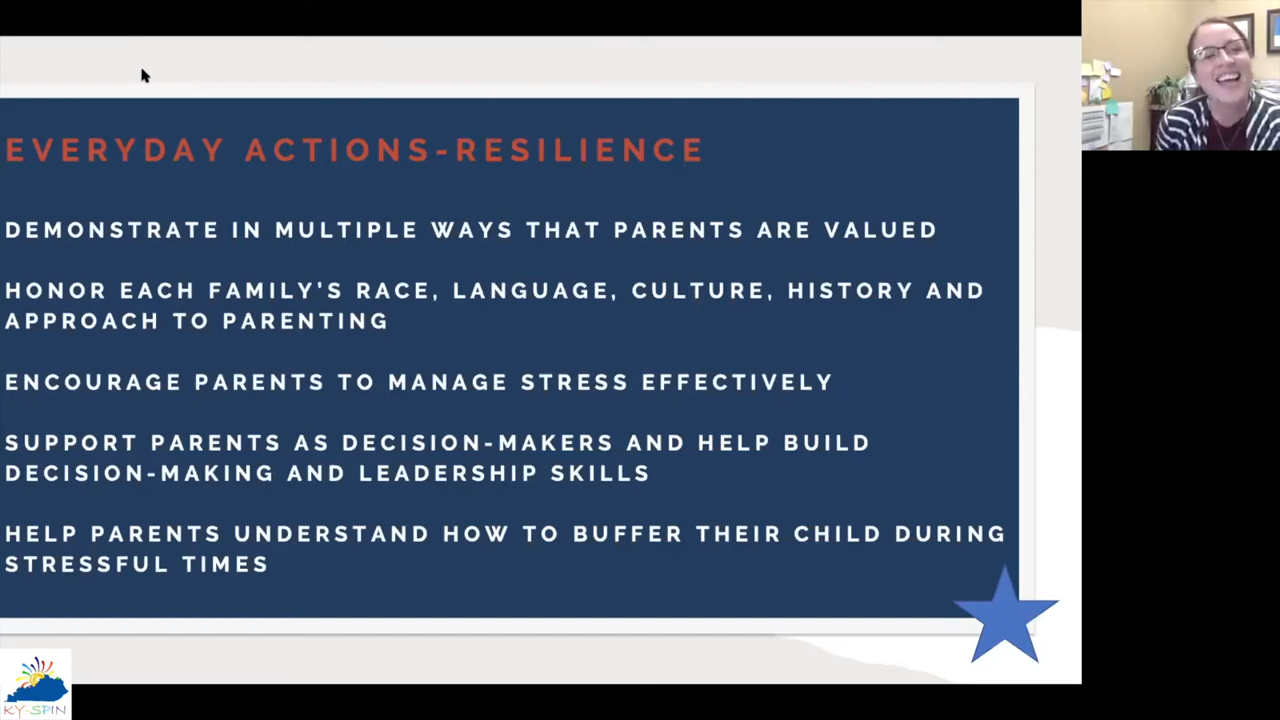 EVERYDAY ACTIONS-RESILIENCE
DEMONSTRATE IN MULTIPLE WAYS THAT PARENTS ARE VALUED
HONOR EACH FAMILY'S RACE, LANGUAGE, CULTURE, HISTORY AND
APPROACH TO PARENTING
ENCOURAGE PARENTS TO MANAGE STRESS EFFECTIVELY
SUPPORT PARENTS AS DECISION-MAKERS AND HELP BUILD
DECISION-MAKING AND LEADERSHIP SKILLS
HELP PARENTS UNDERSTAND HOW TO BUFFER THEIR CHILD DURING
STRESSFUL TIMES
KY-SPIN